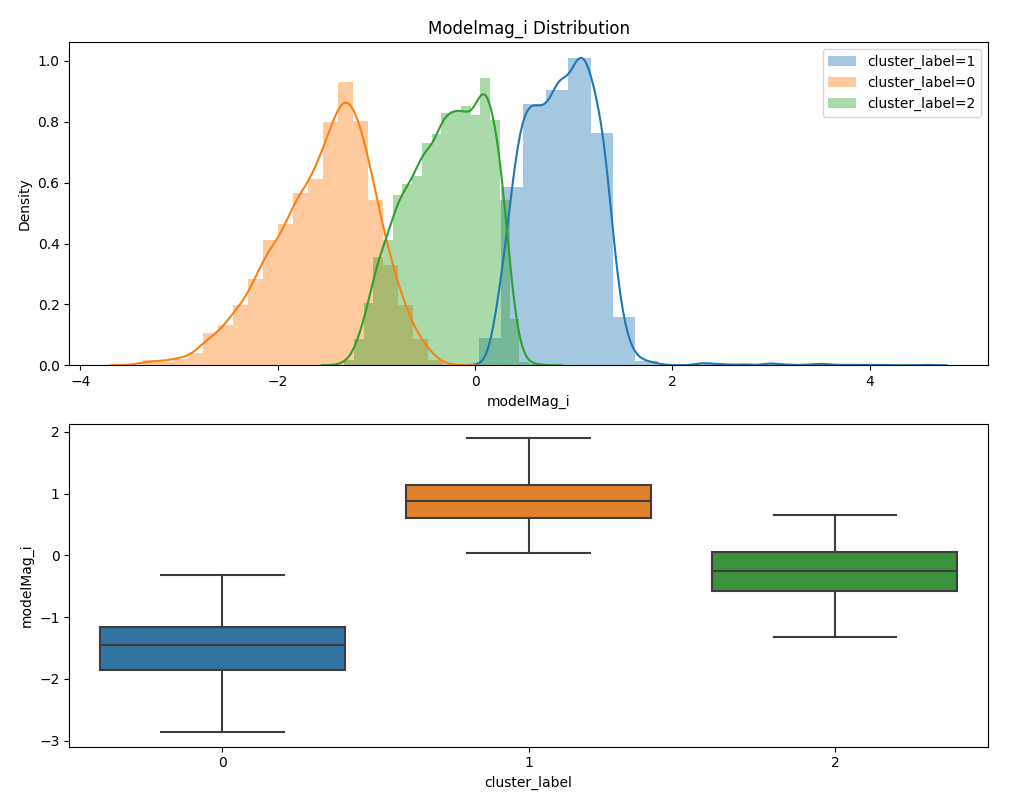 Modelmag_i Distribution
cluster_label=1
cluster_label=0
cluster_label=2
Density
1.0
0.8
0.6
0.4
0.2
0.0
−4
−2
0
2
4
modelMag_i
modelMag_i
2
1
0
−1
−2
−3
0
1
2
cluster_label